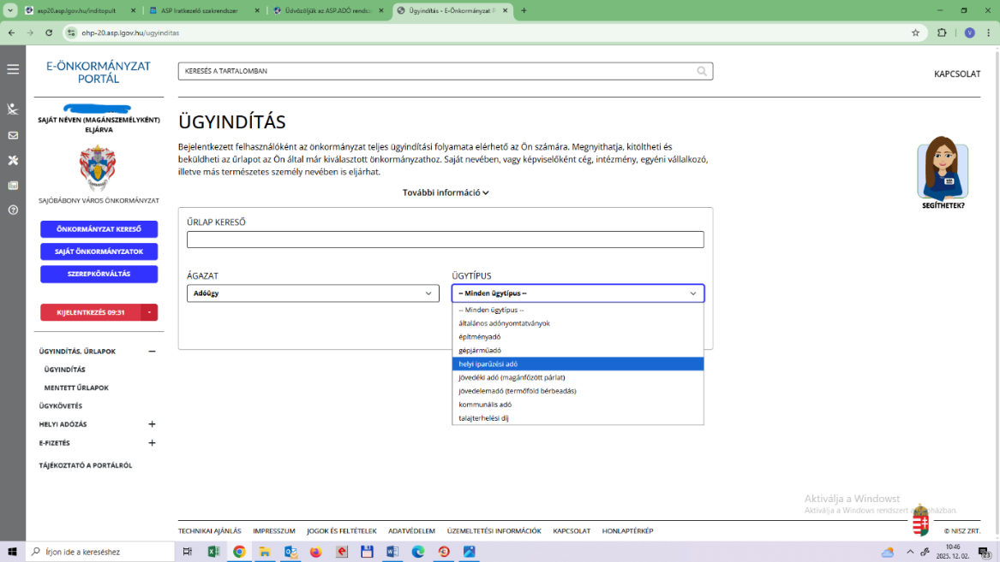 asp20.asp.lgov.hu/inditopult
ASP Iratkezelő szakrendszer
Üdvözöljük az ASP.ADÓ rendsz
Ügyindítás - E-Önkormányzat P
ohp-20.asp.lgov.hu/ugyinditas
V
E-ÖNKORMÁNYZAT
PORTÁL
KERESÉS A TARTALOMBAN
KAPCSOLAT
SAJÁT NÉVEN (MAGÁNSZEMÉLYKÉNT)
ELJÁRVA
SAJÓBÁBONY VÁROS ÖNKORMÁNYZAT
ÖNKORMÁNYZAT KERESŐ
SAJÁT ÖNKORMÁNYZATOK
SZEREPKÖRVÁLTÁS
KIJELENTKEZÉS 09:31
ÜGYINDÍTÁS, ŰRLAPOK
ÜGYINDÍTÁS
MENTETT ŰRLAPOK
ÜGYKÖVETÉS
HELYI ADÓZÁS
E-FIZETÉS
TÁJÉKOZTATÓ A PORTÁLRÓL
ÜGYINDÍTÁS
Bejelentkezett felhasználóként az önkormányzat teljes ügyindítási folyamata elérhető az Ön számára. Megnyithatja, kitöltheti és
beküldheti az űrlapot az Ön által már kiválasztott önkormányzathoz. Saját nevében, vagy képviselőként cég, intézmény, egyéni vállalkozó,
illetve más természetes személy nevében is eljárhat.
További információ
ŰRLAP KERESŐ
ÁGAZAT
Adóügy
ÜGYTÍPUS
-- Minden ügytípus --
-- Minden ügytípus --
általános adónyomtatványok
építményadó
gépjárműadó
helyi iparűzési adó
jövedéki adó (magánfőzött párlat)
jövedelemadó (termőföld bérbeadás)
kommunális adó
talajterhelési díj
SEGÍTHETEK?
Aktiválja a Windowst
Aktiválja a Windows rendszert a
TECHNIKAI AJÁNLÁS
IMPRESSZUM
JOGOK ÉS FELTÉTELEK
ADATVÉDELEM
ÜZEMELTETÉSI INFORMÁCIÓK
KAPCSOLAT
HONLAPTÉRKÉP
© NISZ ZRT.
Írjon ide a kereséshez
10:46
2025. 12. 02.
23